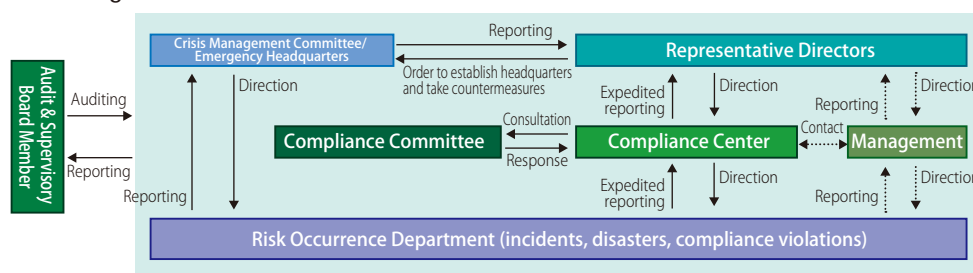 Crisis Management Committee/
Emergency Headquarters
Reporting
Representative Directors
Order to establish headquarters
and take countermeasures
Audit & Supervisory
Board Member
Auditing
Reporting
Direction
Expedited
reporting
Direction
Reporting
Direction
Compliance Committee
Consultation
Response
Compliance Center
Contact
Management
Reporting
Direction
Expedited
reporting
Direction
Reporting
Direction
Risk Occurrence Department (incidents, disasters, compliance violations)